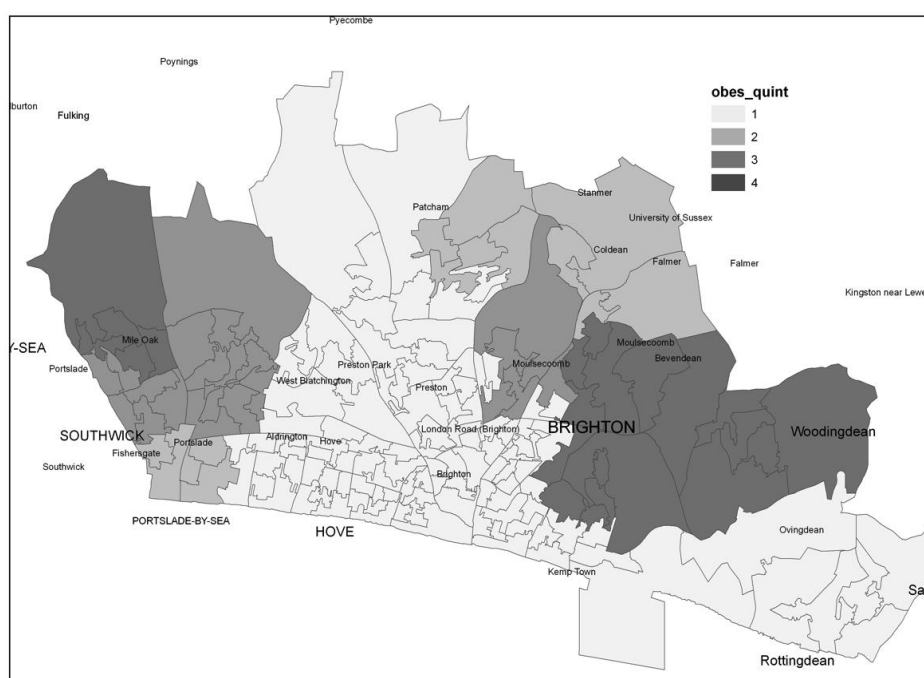 Pyecombe
Poynings
lburton
Fulking
obes_quint
1
2
3
4
Stanmer
Patcham
University of Sussex
Coldean
Falmer
Falmer
Kingston near Lewe
Mile Oak
Moulsecoomb
Y-SEA
Bevendean
Preston Park
Moulsecoomb
Portslade
West Blatchington
Preston
London Road (Brighton)
BRIGHTON
Woodingdean
SOUTHWICK
Aldrington
Hove
Portslade
Fishersgate
Southwick
Brighton
PORTSLADE-BY-SEA
HOVE
Ovingdean
Kemp Town
Sa
Rottingdean